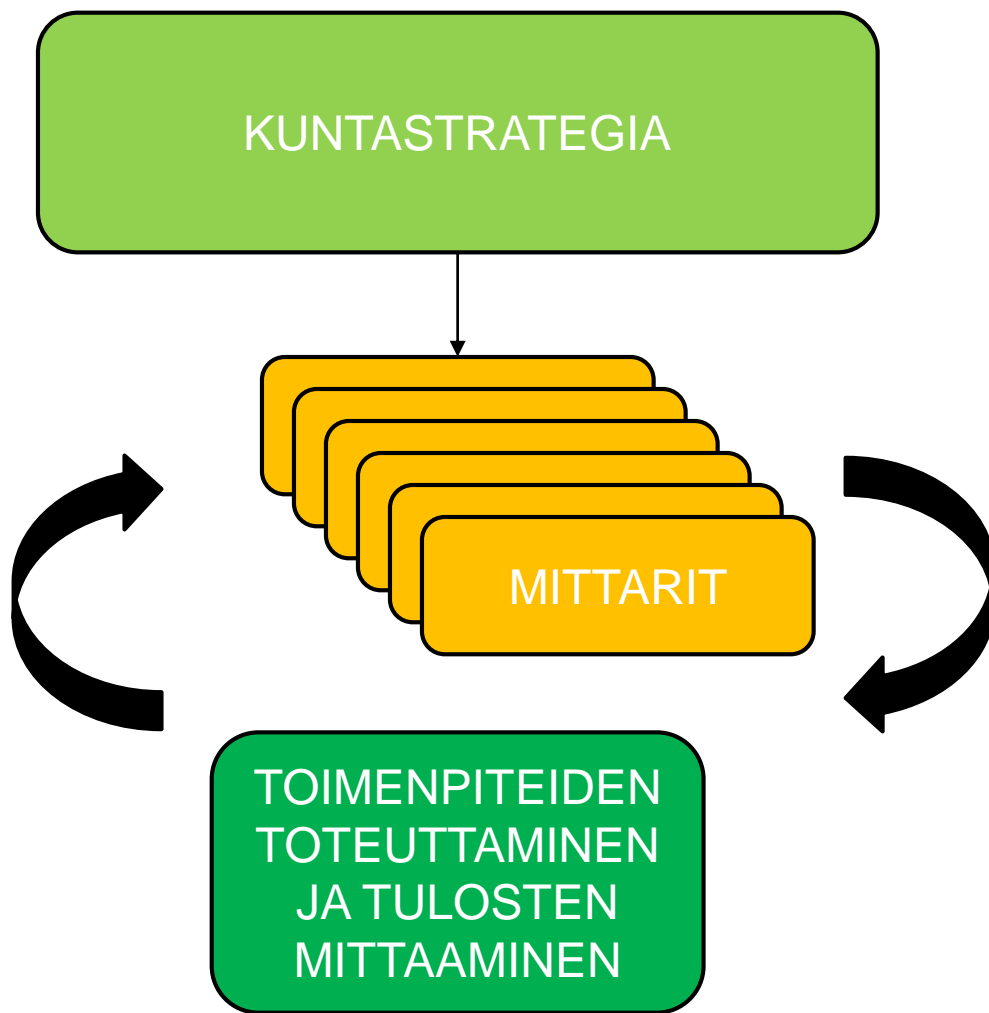 KUNTASTRATEGIA
MITTARIT
TOIMENPITEIDEN
TOTEUTTAMINEN
JA TULOSTEN
MITTAAMINEN